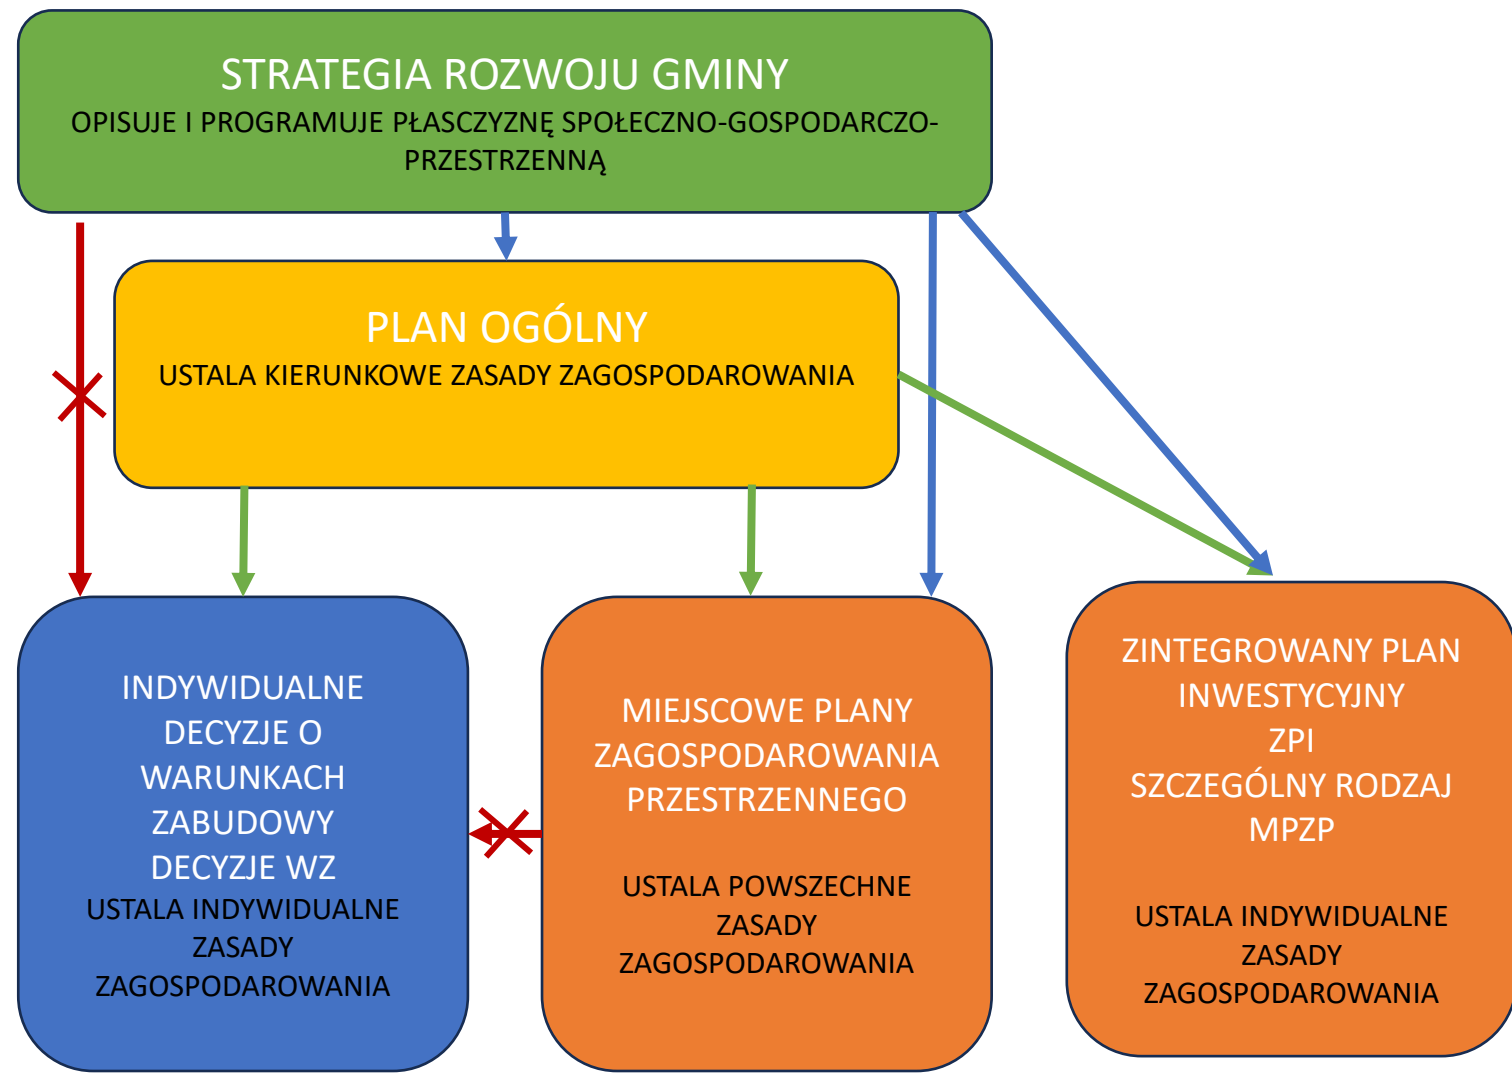 STRATEGIA ROZWOJU GMINY
OPISUJE I PROGRAMUJE PŁASCZYZNĘ SPOŁECZNO-GOSPODARCZO-
PRZESTRZENNĄ
PLAN OGÓLNY
USTALA KIERUNKOWE ZASADY ZAGOSPODAROWANIA
INDYWIDUALNE
DECYZJE O
WARUNKACH
ZABUDOWY
DECYZJE WZ
USTALA INDYWIDUALNE
ZASADY
ZAGOSPODAROWANIA
MIEJSCOWE PLANY
ZAGOSPODAROWANIA
PRZESTRZENNEGO
USTALA POWSZECHNE
ZASADY
ZAGOSPODAROWANIA
ZINTEGROWANY PLAN
INWESTYCYJNY
ZPI
SZCZEGÓLNY RODZAJ
MPZP
USTALA INDYWIDUALNE
ZASADY
ZAGOSPODAROWANIA